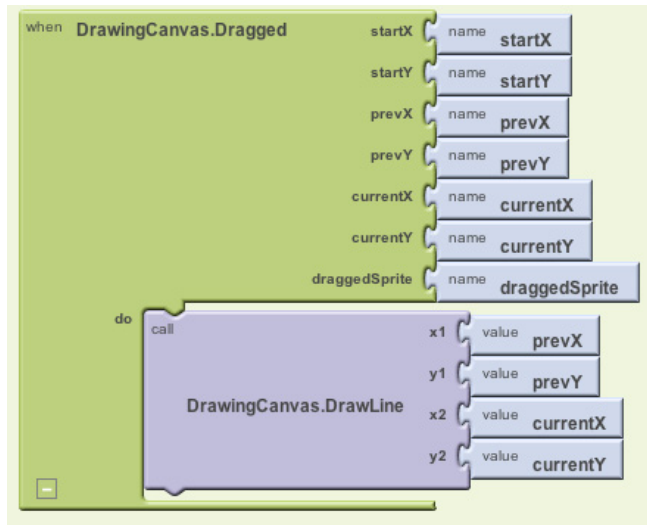 when DrawingCanvas.Dragged startX name startX
startY name startY
prevX name prevX
prevY name prevY
currentX name currentX
currentY name currentY
draggedSprite name draggedSprite
do call x1 value prevX
y1 value prevY
DrawingCanvas.DrawLine x2 value currentX
y2 value currentY